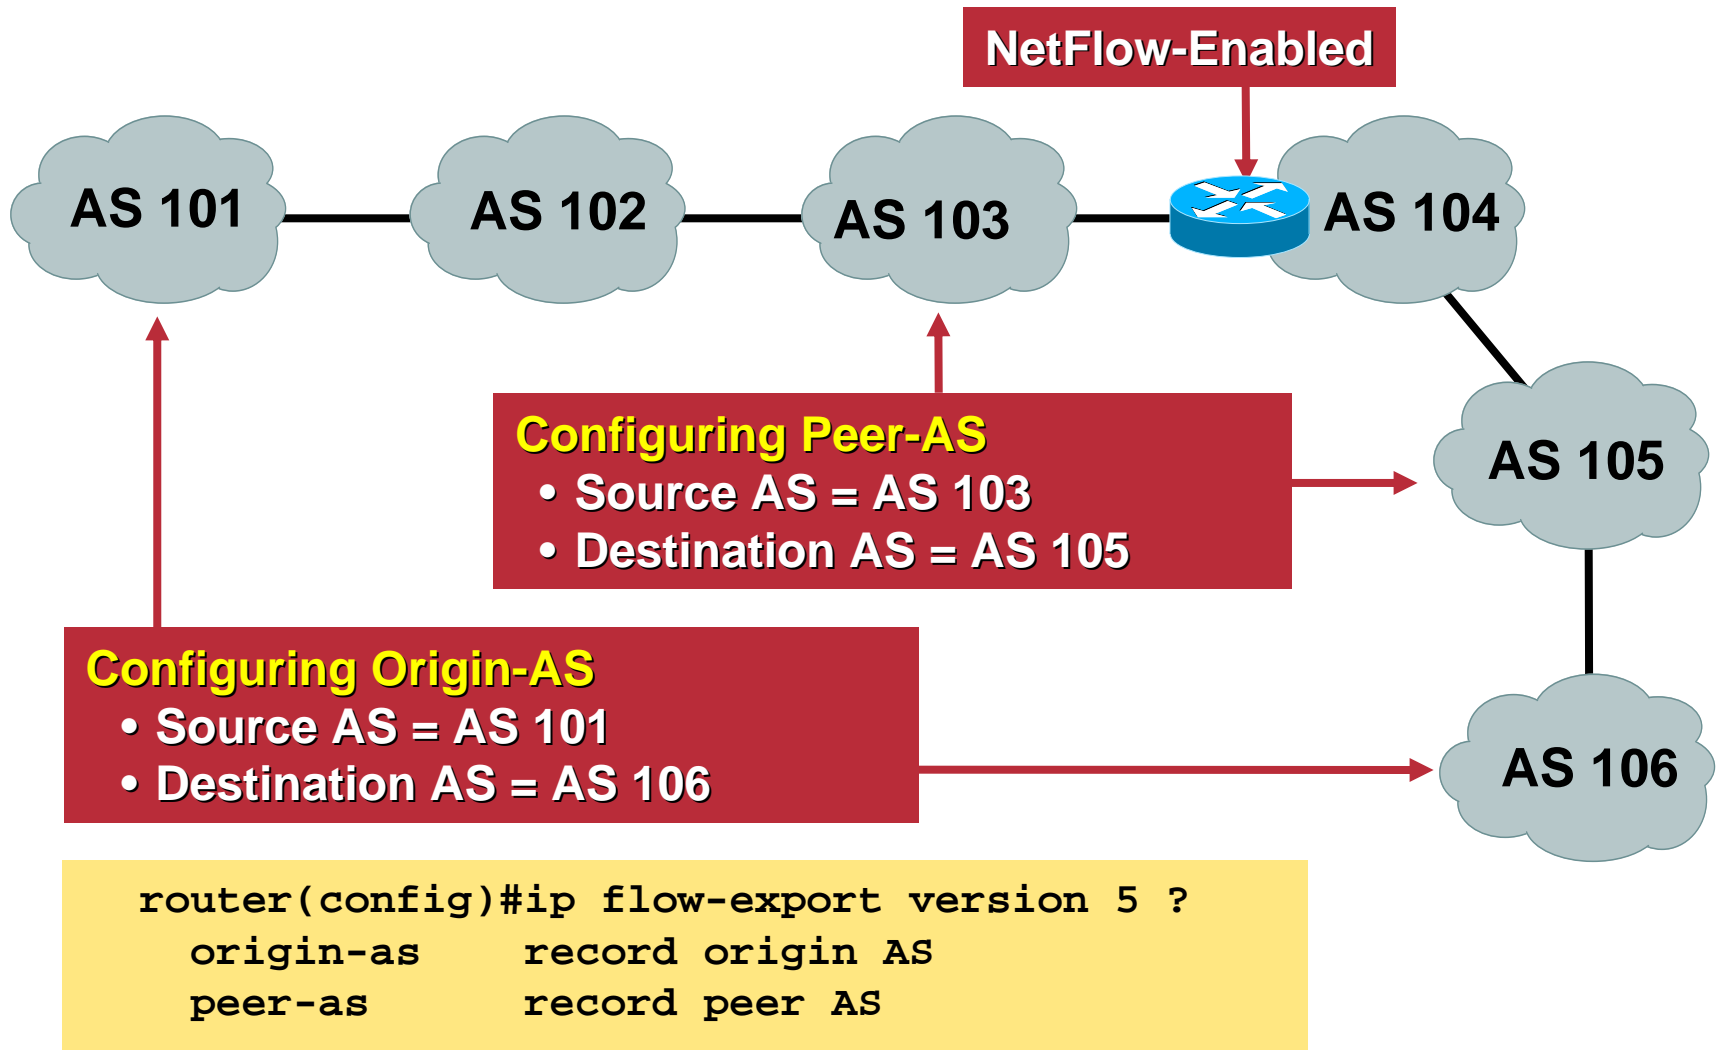 NetFlow-Enabled
AS 101
AS 102
AS 103
AS 104
Configuring Peer-AS
• Source AS = AS 103
• Destination AS = AS 105
AS 105
Configuring Origin-AS
• Source AS = AS 101
• Destination AS = AS 106
AS 106
router(config)#ip flow-export version 5 ?
origin-as record origin AS
peer-as record peer AS